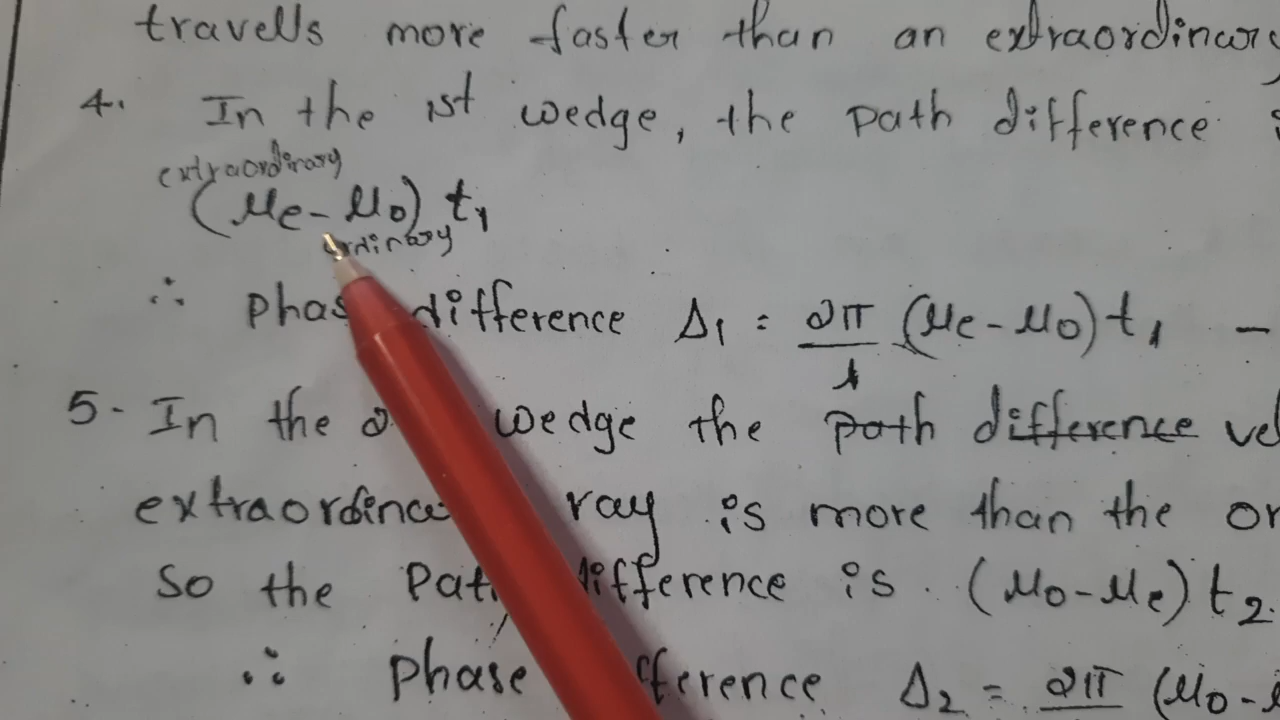 travells more faster than an extraordinary
4. In the 1st wedge, the path difference
extraordinary
(μe - μo) t1
ordinary
∴ phase difference Δ1 = 2π/λ (μe - μo) t1 -
5. In the wedge the path difference
extraordinary ray is more than the
So the Path difference is (μo - μe) t2.
∴ phase difference Δ2 = 2π (μo -